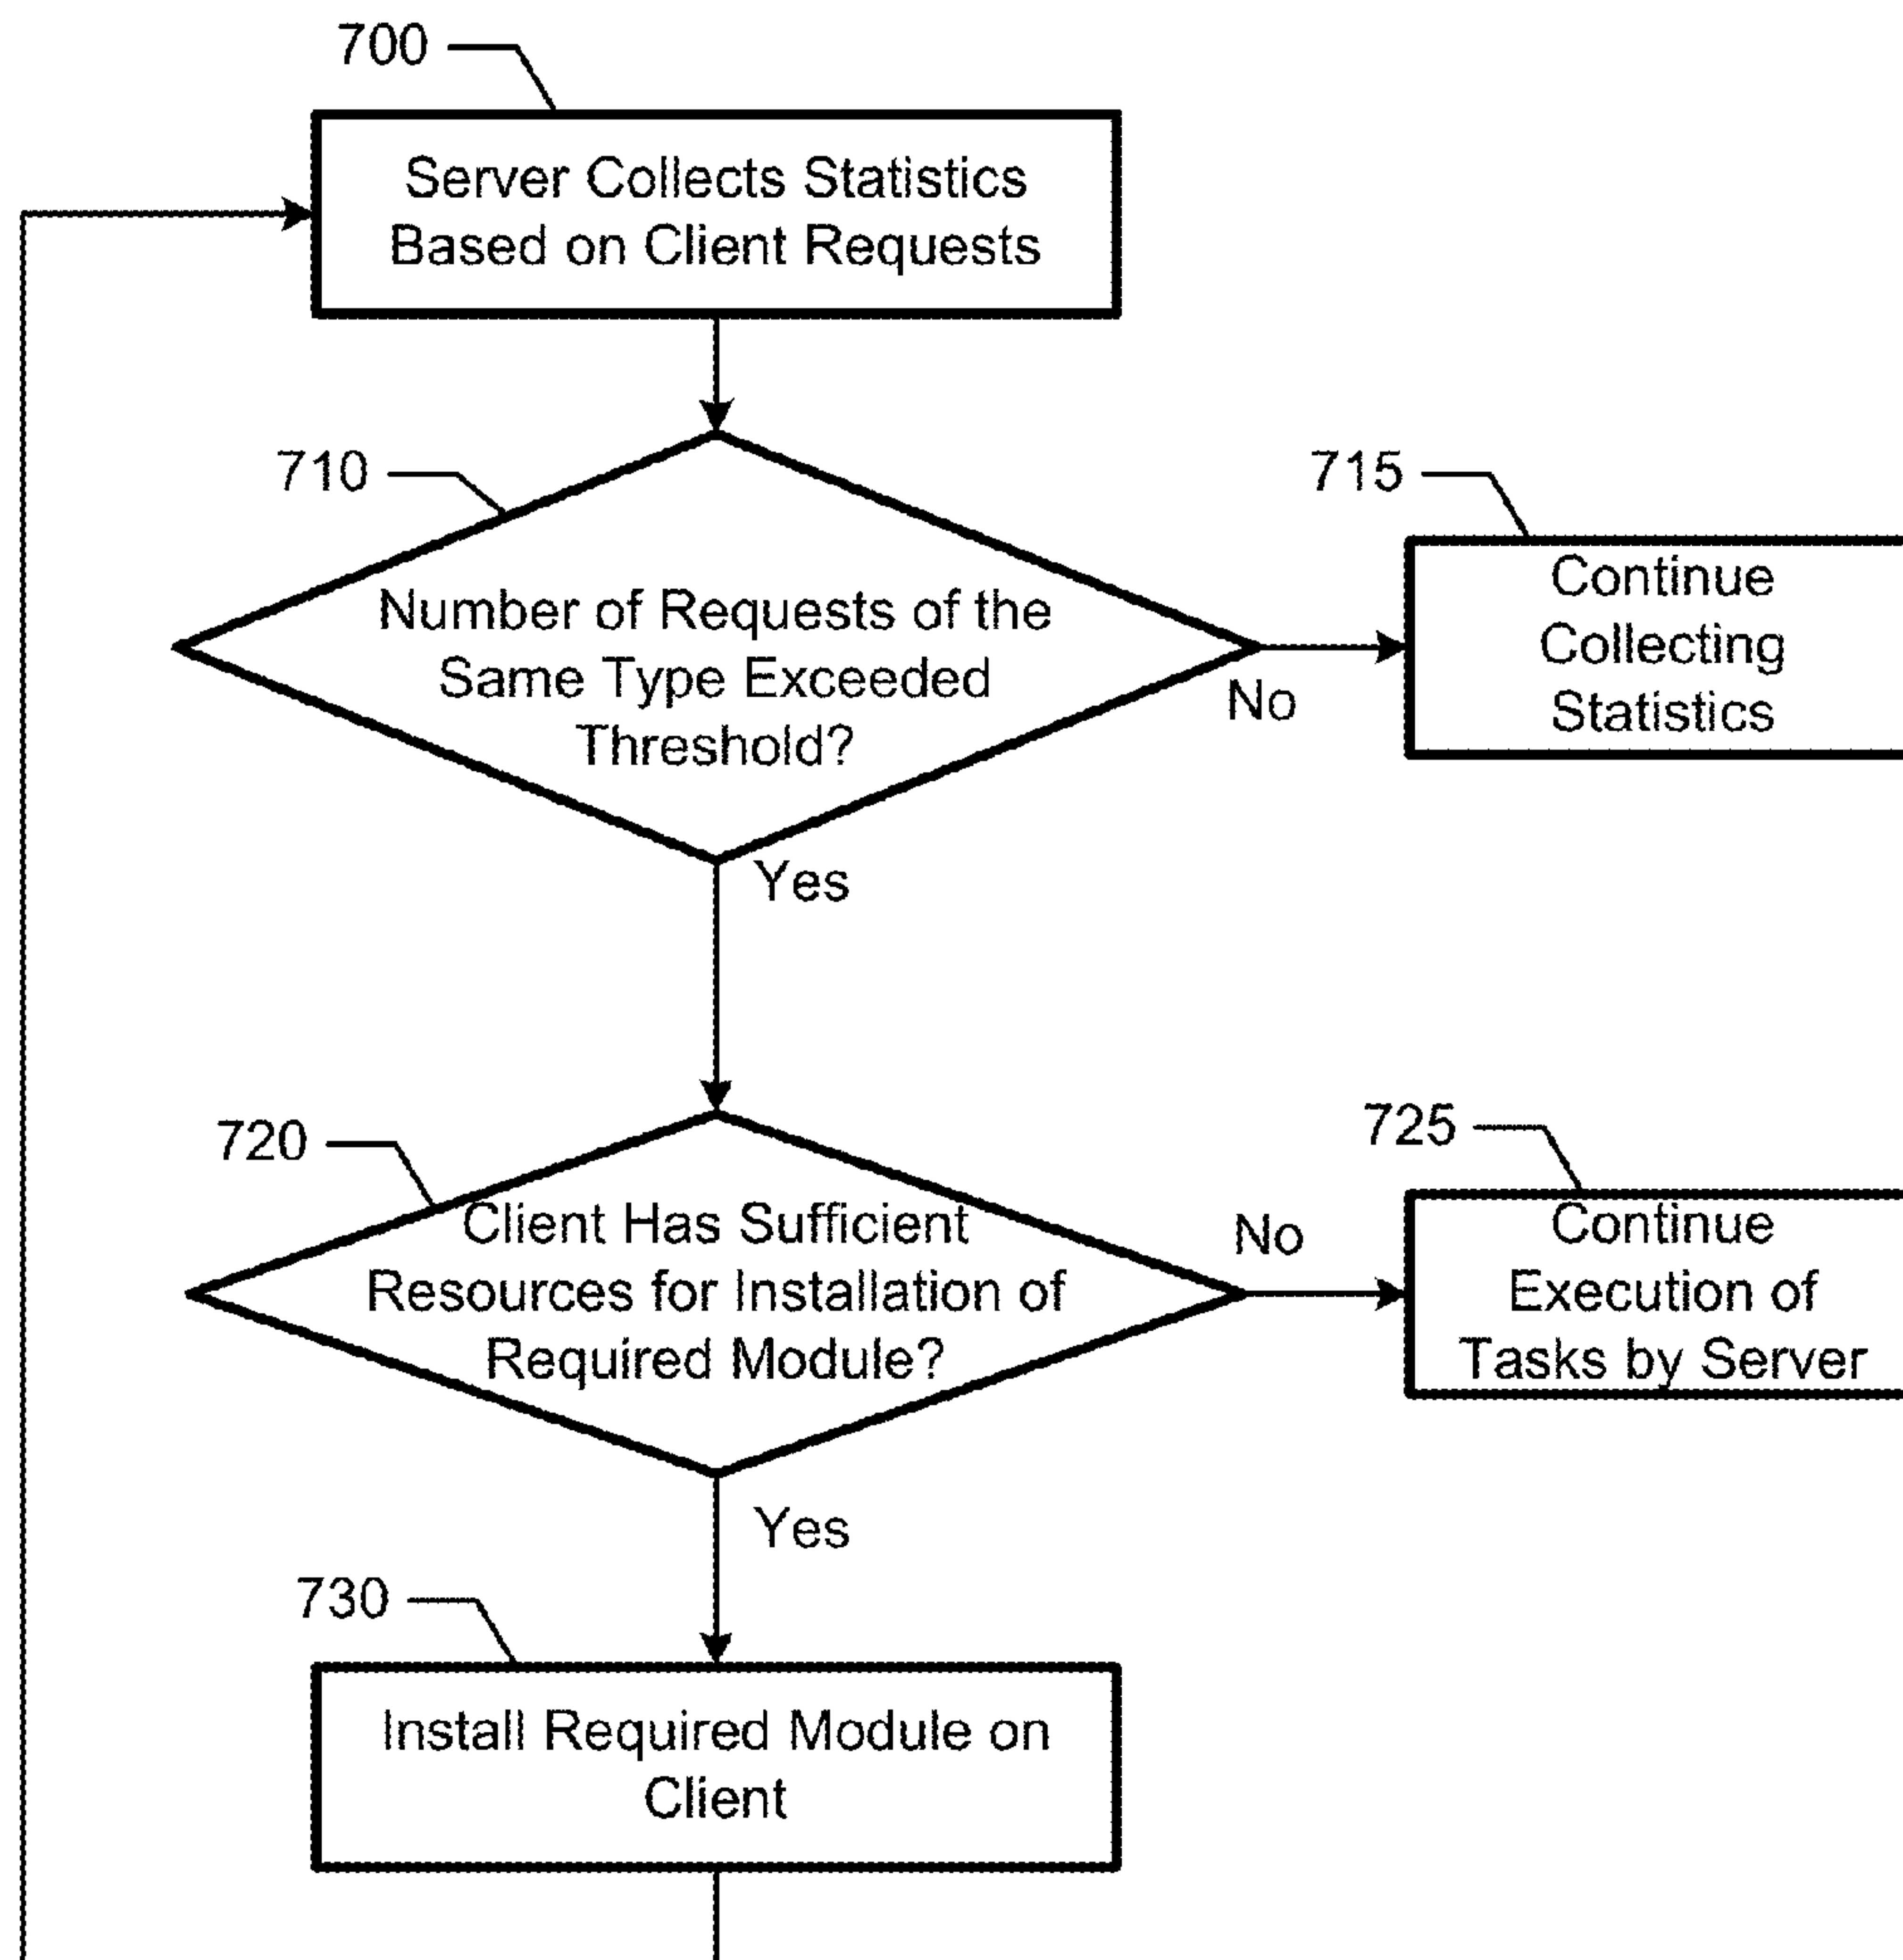 700
Server Collects Statistics
Based on Client Requests
710
Number of Requests of the
Same Type Exceeded
Threshold?
No
715
Continue
Collecting
Statistics
Yes
720
Client Has Sufficient
Resources for Installation of
Required Module?
No
725
Continue
Execution of
Tasks by Server
Yes
730
Install Required Module on
Client